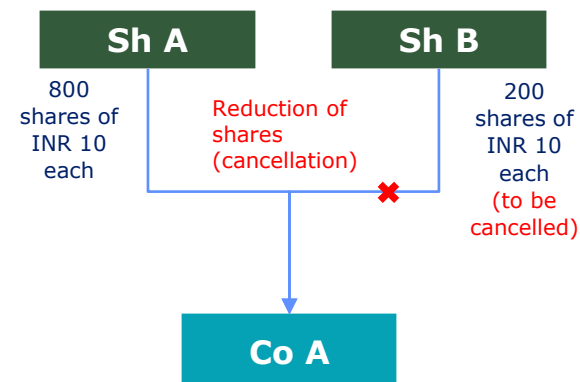 Sh A
Sh B
800
shares of
INR 10
each
Reduction of
shares
(cancellation)
200
shares of
INR 10
each
(to be
cancelled)
Co A